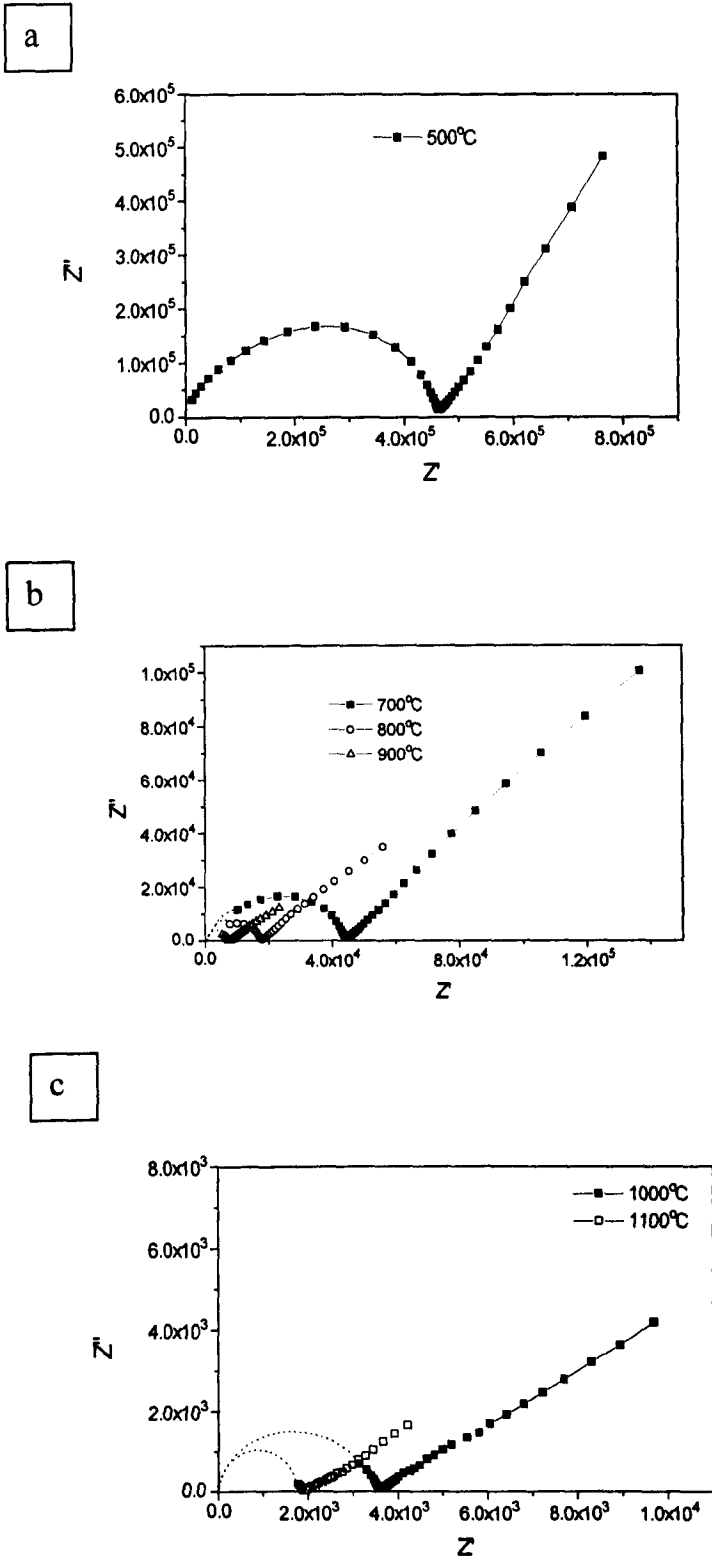 a
6.0x10⁵
5.0x10⁵
4.0x10⁵
3.0x10⁵
2.0x10⁵
1.0x10⁵
0.0
500°C
Z''
0.0
2.0x10⁵
4.0x10⁵
6.0x10⁵
8.0x10⁵
Z'
b
1.0x10⁵
8.0x10⁴
6.0x10⁴
4.0x10⁴
2.0x10⁴
0.0
700°C
800°C
900°C
Z''
0.0
4.0x10⁴
8.0x10⁴
1.2x10⁵
Z'
c
8.0x10³
6.0x10³
4.0x10³
2.0x10³
0.0
1000°C
1100°C
Z''
0.0
2.0x10³
4.0x10³
6.0x10³
8.0x10³
1.0x10⁴
Z'